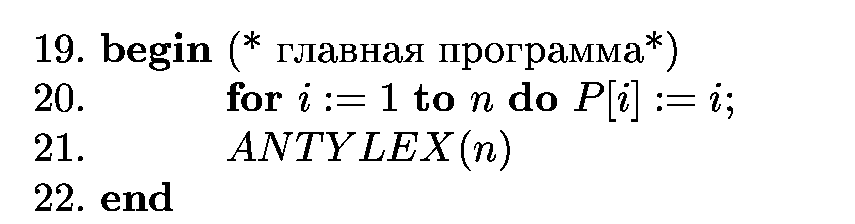 19. begin (* главная программа*)
20. for i := 1 to n do P[i] := i;
21. ANTYLEX(n)
22. end